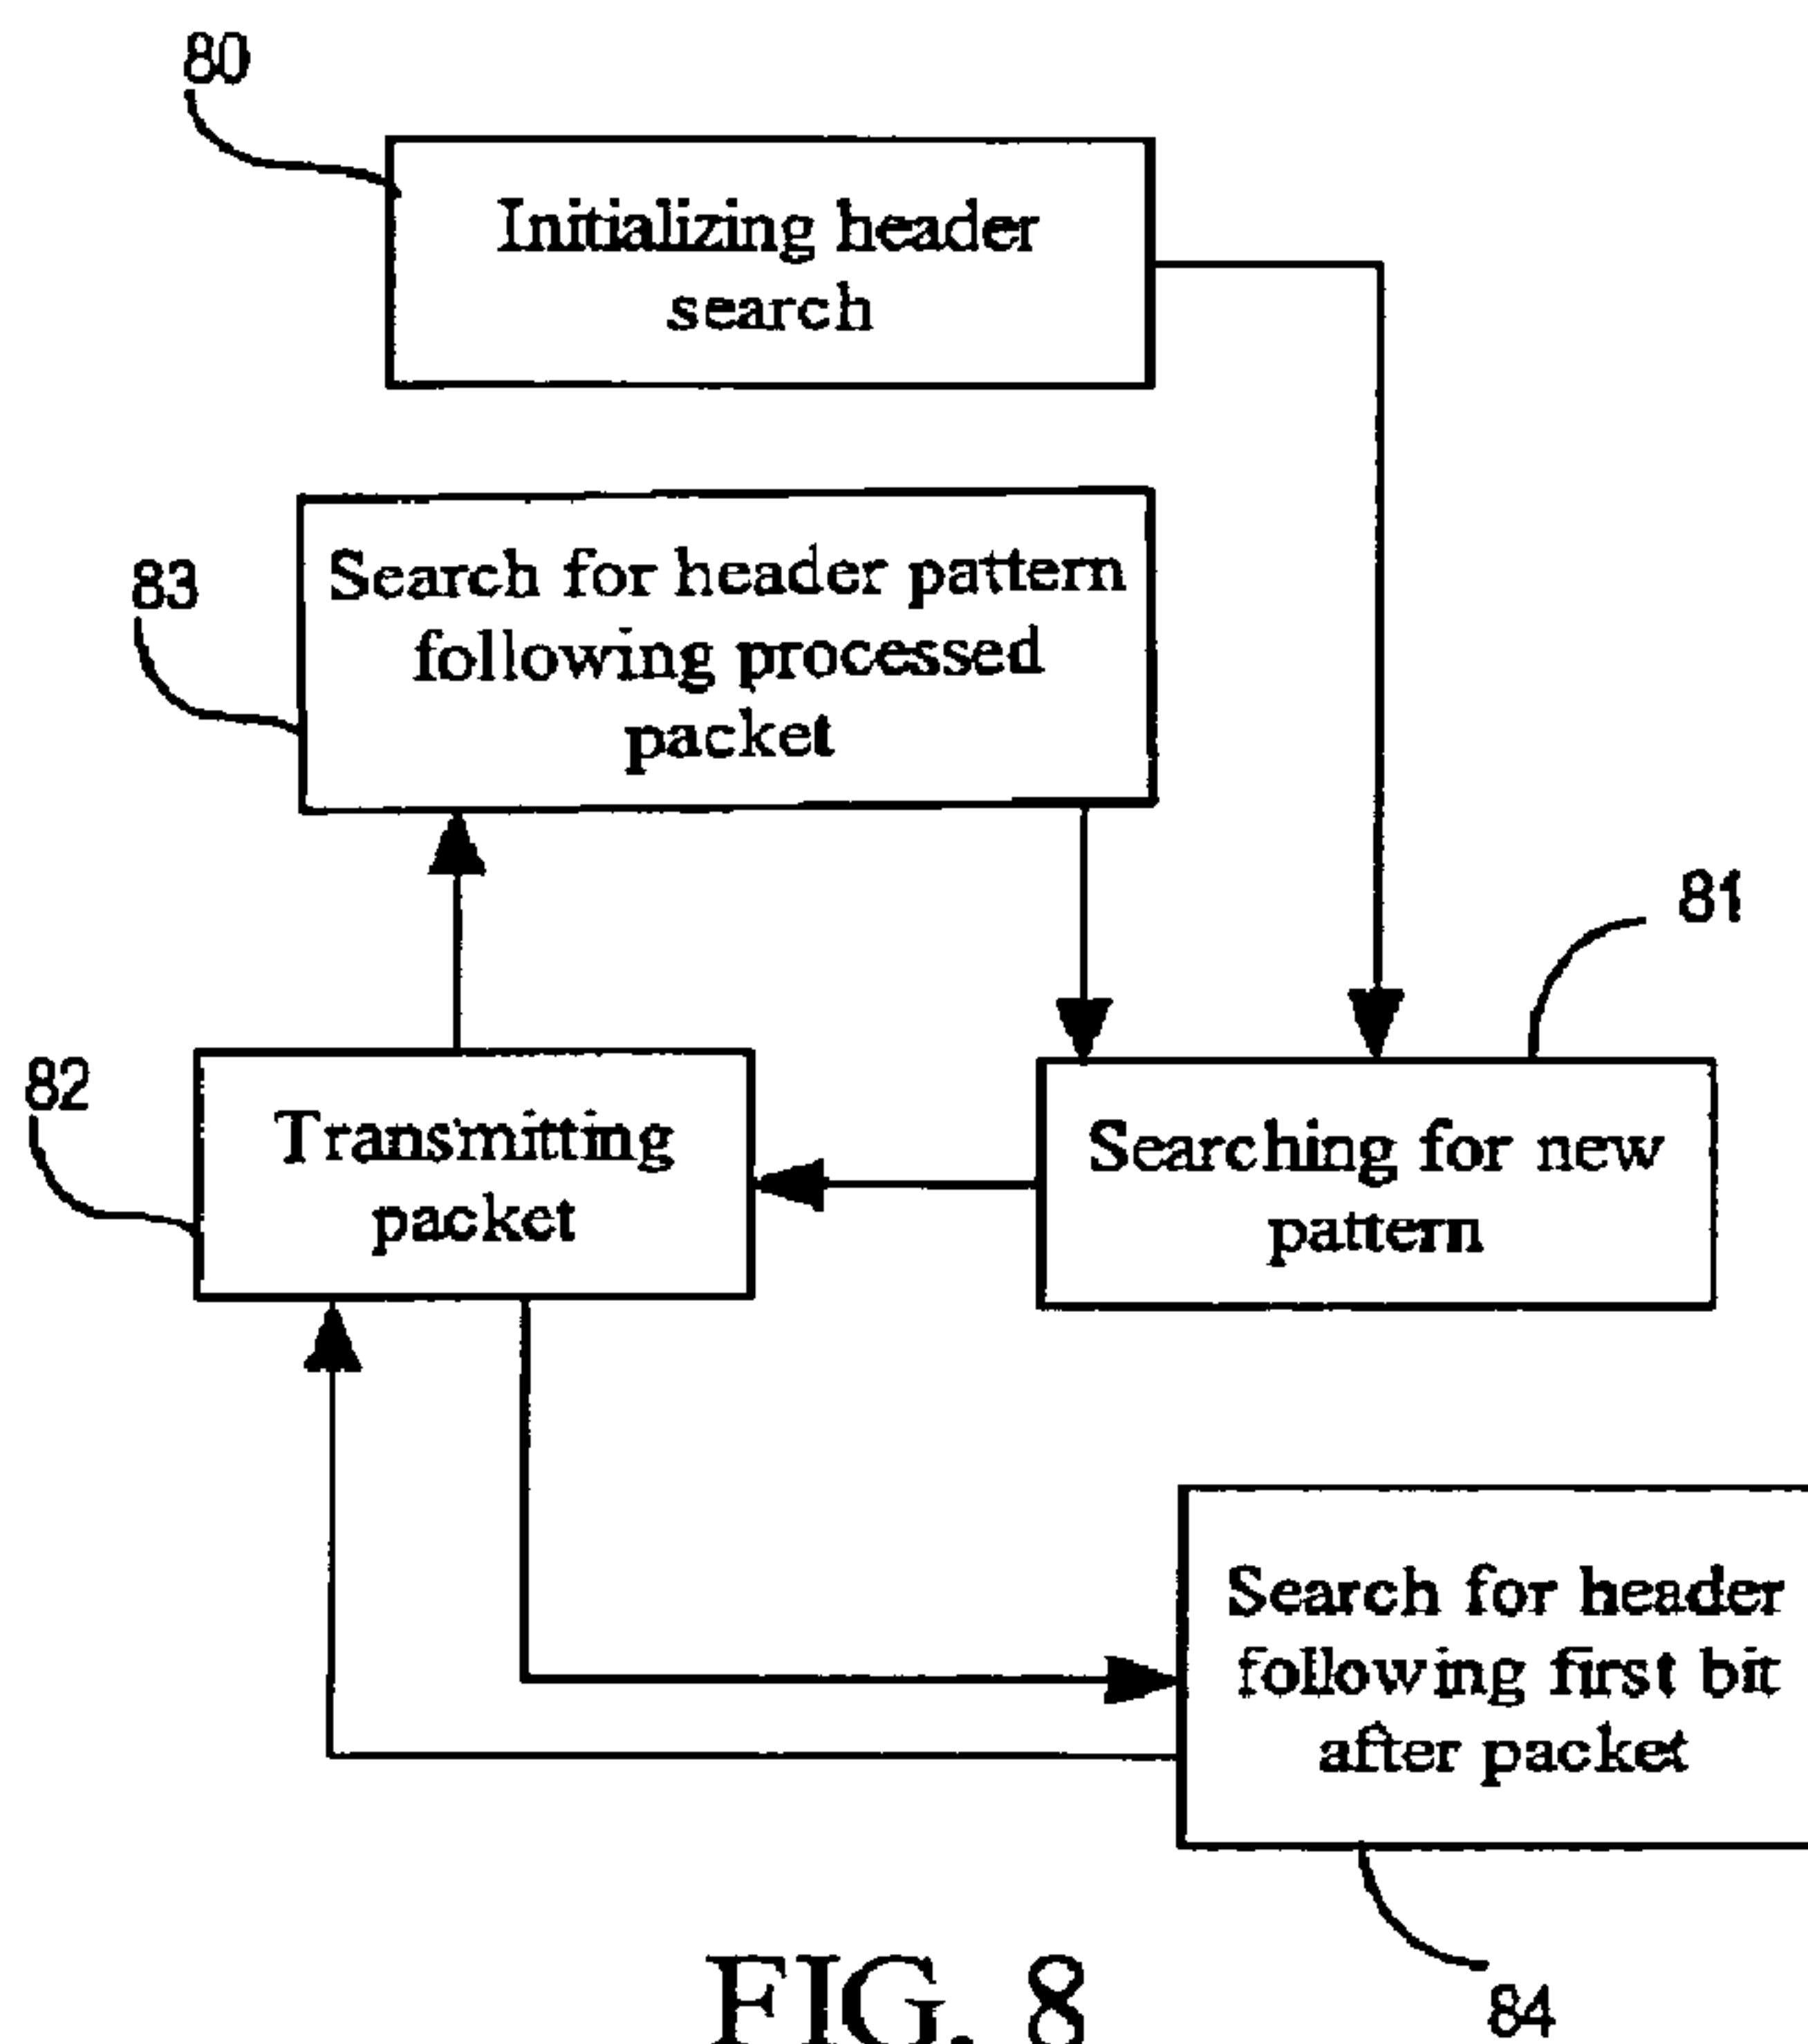 80
Initializing header
search
83
Search for header pattern
following processed
packet
81
82
Transmitting
packet
Searching for new
pattern
Search for header
following first bit
after packet
84
FIG. 8